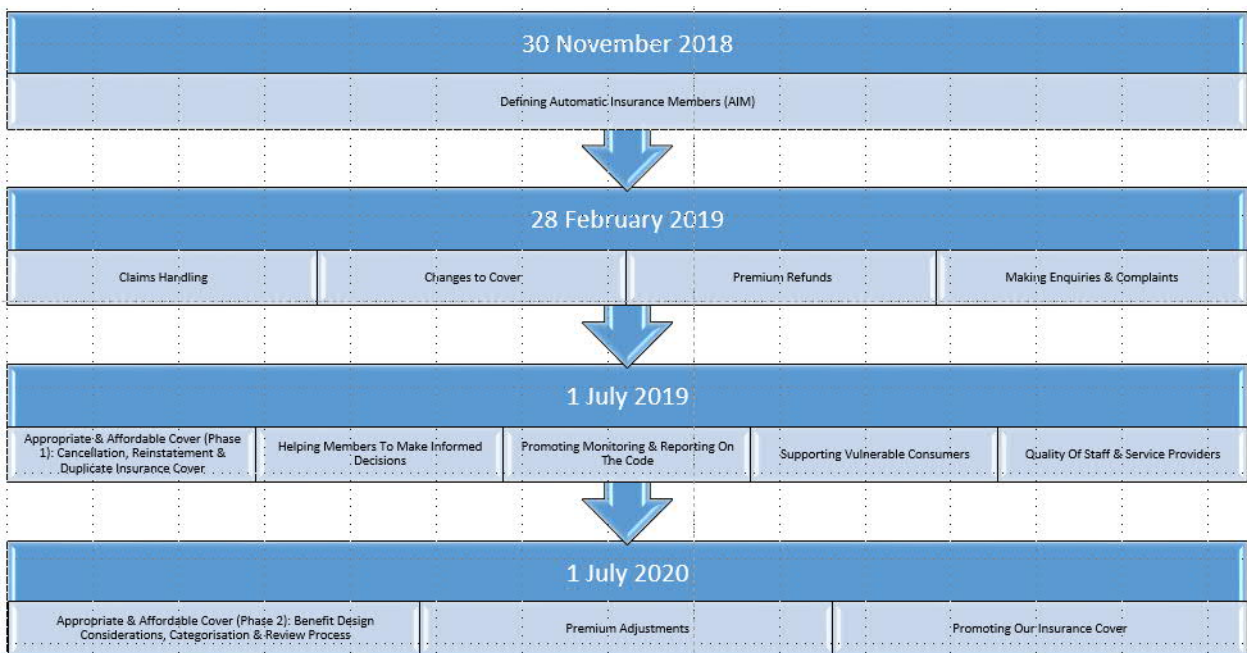 30 November 2018
Defining Automatic Insurance Members (AIM)
28 February 2019
Claims Handling
Changes to Cover
Premium Refunds
Making Enquiries & Complaints
1 July 2019
Appropriate & Affordable Cover (Phase
1): Cancellation, Reinstatement &
Duplicate Insurance Cover
Helping Members To Make Informed
Decisions
Promoting Monitoring & Reporting On
The Code
Supporting Vulnerable Consumers
Quality Of Staff & Service Providers
1 July 2020
Appropriate & Affordable Cover (Phase 2): Benefit Design
Considerations, Categorisation & Review Process
Premium Adjustments
Promoting Our Insurance Cover